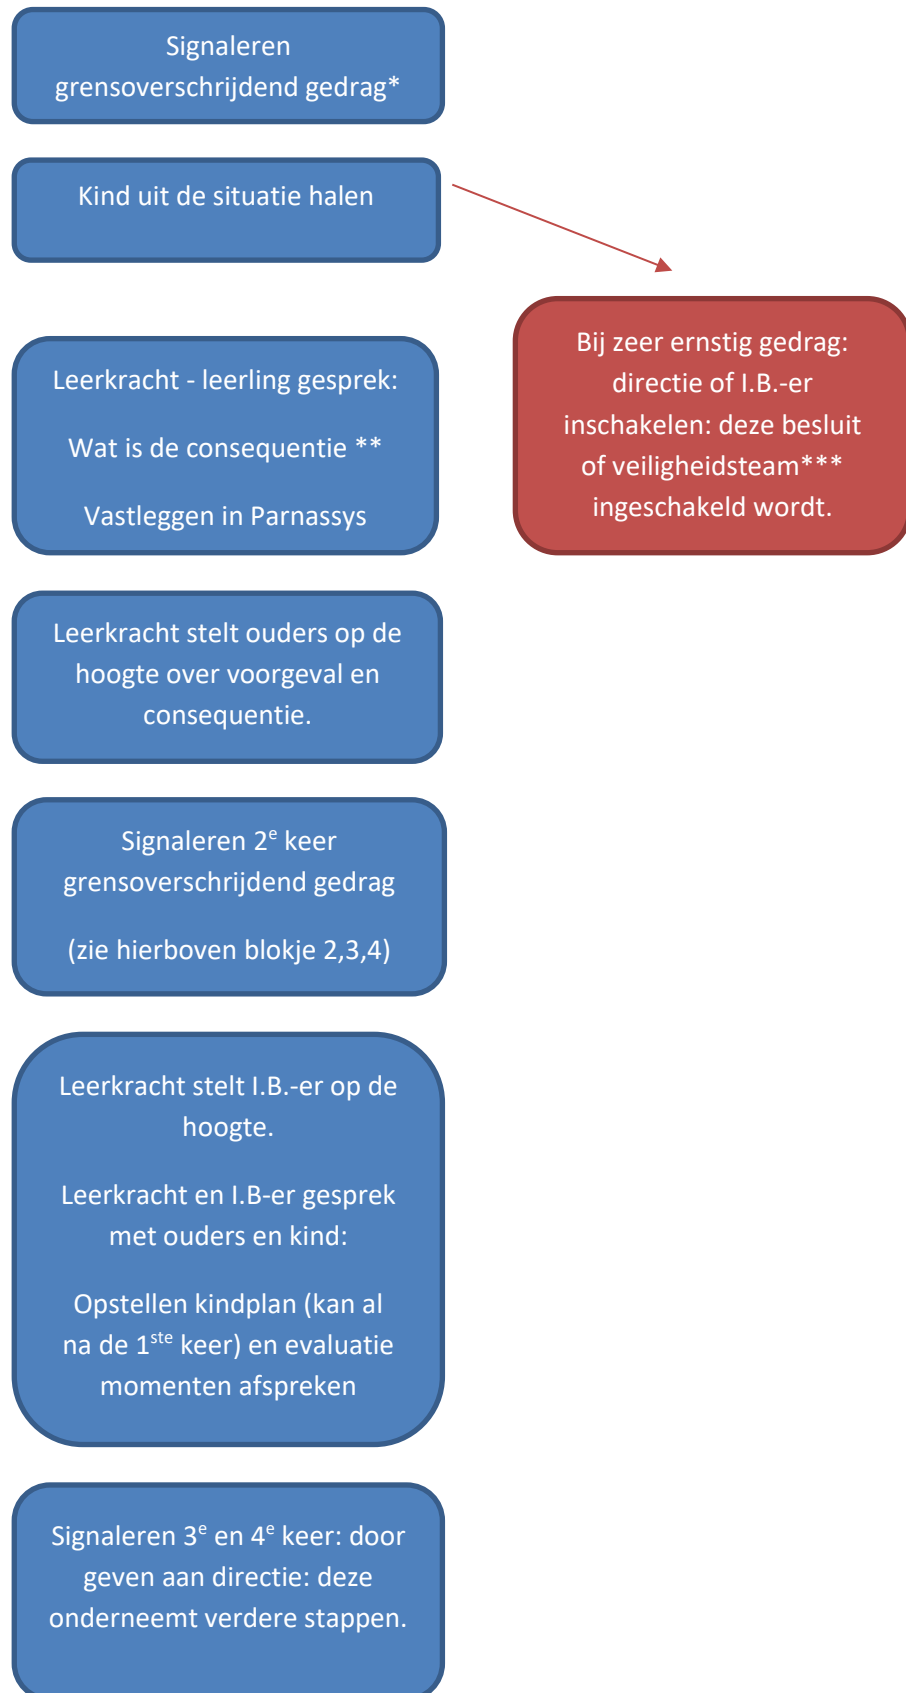 Signaleren
grensoverschrijdend gedrag*
Kind uit de situatie halen
Bij zeer ernstig gedrag:
directie of I.B.-er
inschakelen: deze besluit
of veiligheidsteam***
ingeschakeld wordt.
Leerkracht - leerling gesprek:
Wat is de consequentie **
Vastleggen in Parnassys
Leerkracht stelt ouders op de
hoogte over voorgeval en
consequentie.
Signaleren 2e keer
grensoverschrijdend gedrag
(zie hierboven blokje 2,3,4)
Leerkracht stelt I.B.-er op de
hoogte.
Leerkracht en I.B-er gesprek
met ouders en kind:
Opstellen kindplan (kan al
na de 1ste keer) en evaluatie
momenten afspreken
Signaleren 3e en 4e keer: door
geven aan directie: deze
onderneemt verdere stappen.